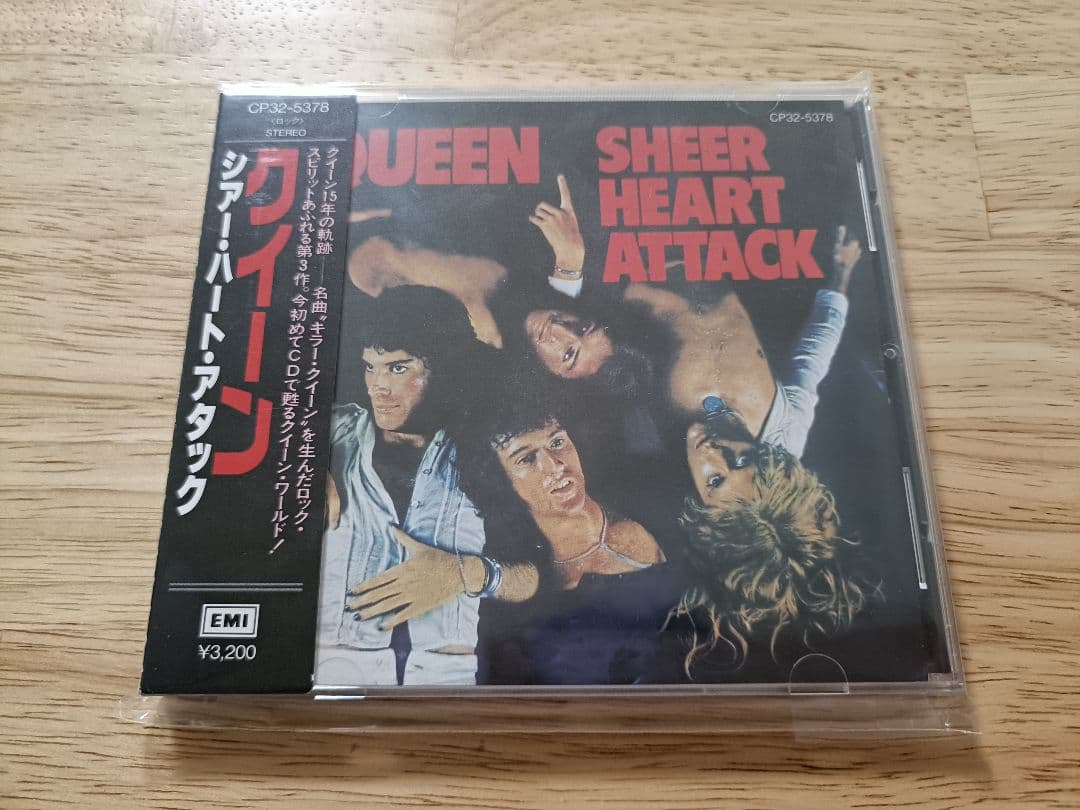 CP32-5378
〈ロック〉
STEREO
クイーン
シアー・ハート・アタック
クイーン15年の軌跡──名曲“キラー・クイーン”を生んだロック・
スピリットあふれる第3作。今初めてCDで甦るクイーン・ワールド!
EMI
¥3,200
QUEEN
SHEER
HEART
ATTACK
CP32-5378